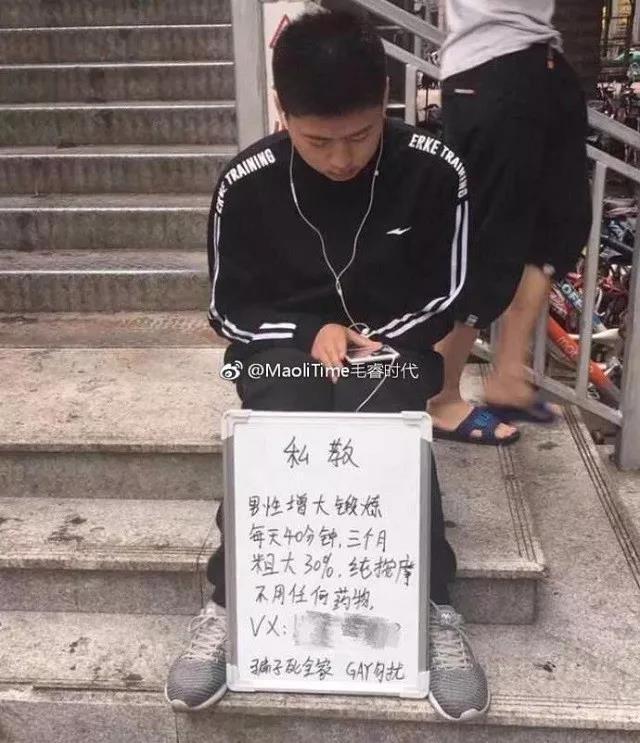 ERKE TRAINING
ERKE TRAINING
@MaoliTime毛睿时代
私教
男性增大锻炼
每天40分钟,三个月
粗大30%,纯按摩
不用任何药物.
VX:
骗子死全家 GAY勿扰